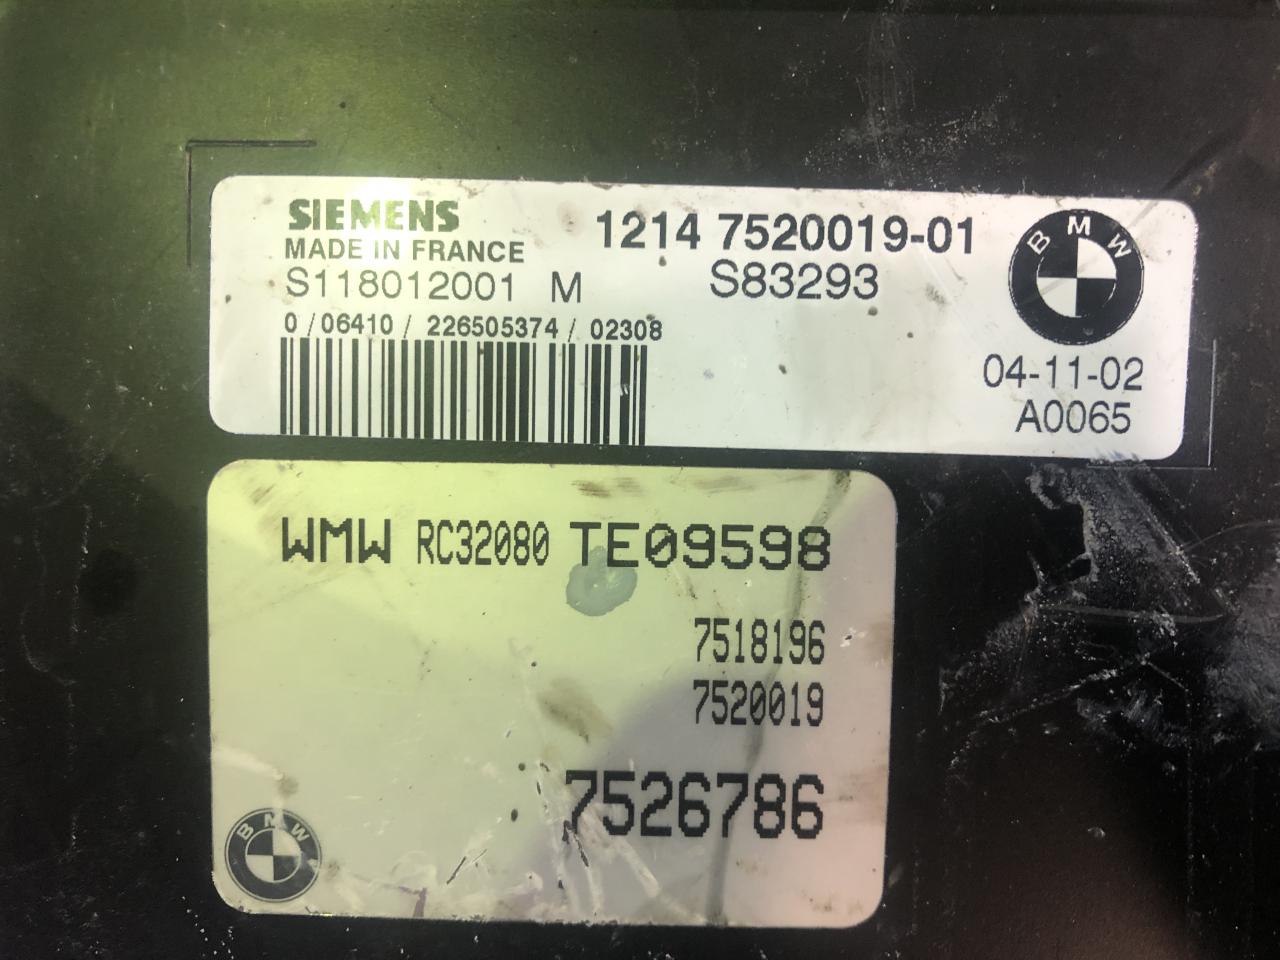 SIEMENS
MADE IN FRANCE
1214 7520019-01
S118012001 M
S83293
BMW
0 / 06410 / 226505374 / 02308
04-11-02
A0065
WMW RC32080 TE09598
7518196
7520019
7526786
BMW